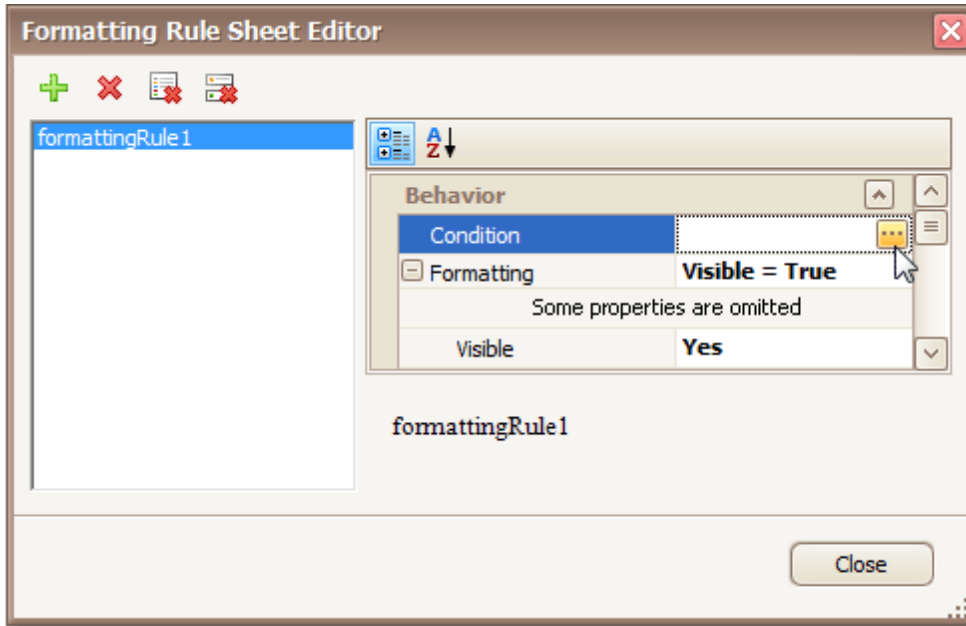 Formatting Rule Sheet Editor
formattingRule1
A
Z
Behavior
Condition
Formatting Visible = True
Some properties are omitted
Visible Yes
formattingRule1
Close